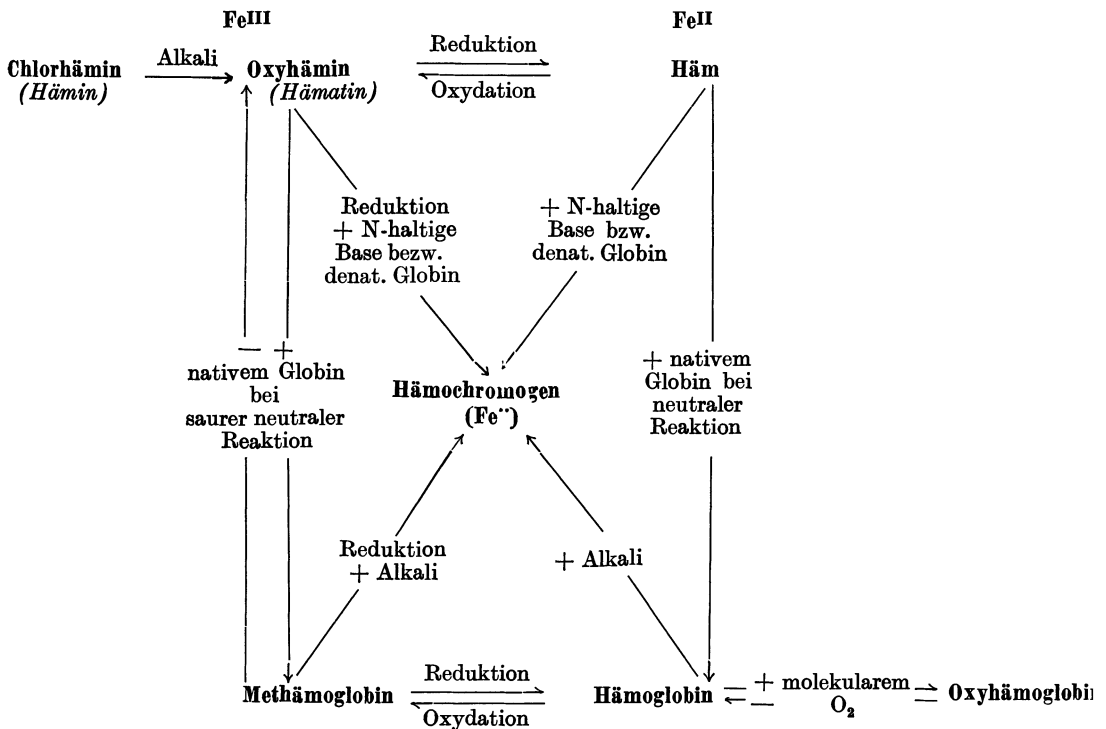 FeIII FeII
Chlorhämin Alkali Oxyhämin Reduktion Häm
(Hämin) (Hämatin) Oxydation
Reduktion
+ N-haltige
Base bezw.
denat. Globin
+ N-haltige
Base bzw.
denat. Globin
— +
nativem Globin
bei
saurer neutraler
Reaktion
Hämochromogen
(Fe··)
+ nativem
Globin bei
neutraler
Reaktion
Reduktion
+ Alkali
+ Alkali
Methämoglobin Reduktion Hämoglobin + molekularem Oxyhämoglobin
Oxydation — O₂